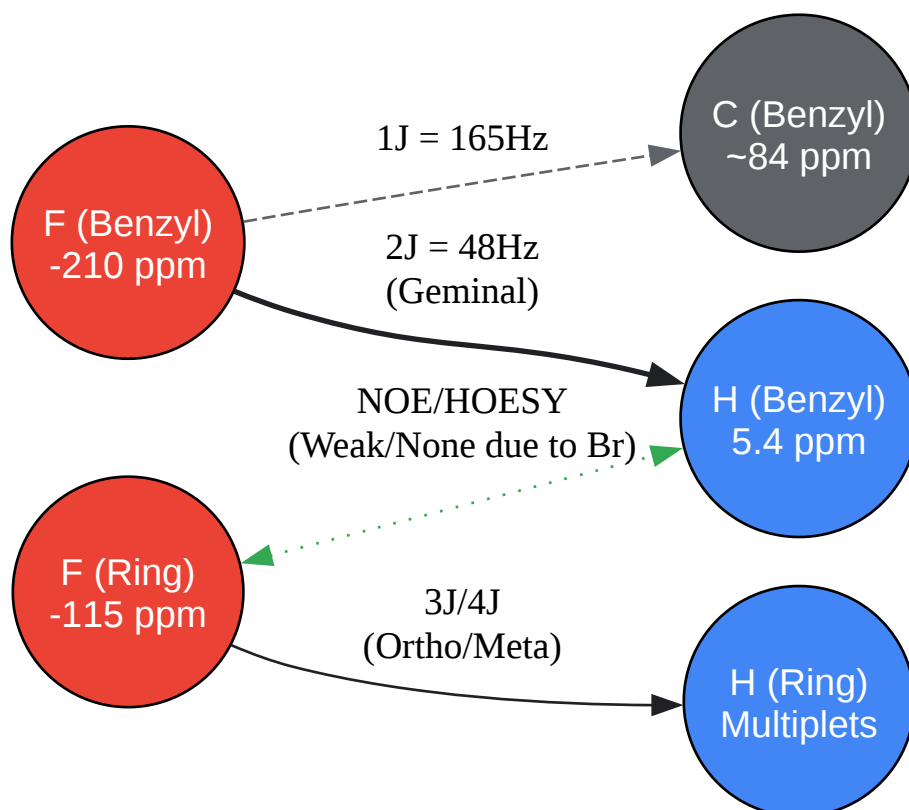 C (Benzyl)
~84 ppm
1J = 165Hz
F (Benzyl)
-210 ppm
2J = 48Hz
(Geminal)
NOE/HOESY
(Weak/None due to Br)
H (Benzyl)
5.4 ppm
F (Ring)
-115 ppm
3J/4J
(Ortho/Meta)
H (Ring)
Multiplets